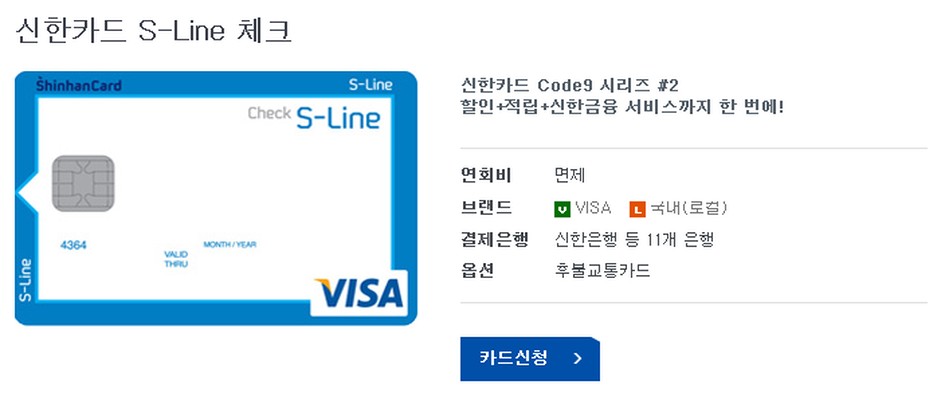 신한카드 S-Line 체크
ShinhanCard
S-Line
Check S-Line
4364
MONTH / YEAR
VALID
THRU
S-Line
VISA
신한카드 Code9 시리즈 #2
할인+적립+신한금융 서비스까지 한 번에!
연회비 면제
브랜드 V VISA L 국내(로컬)
결제은행 신한은행 등 11개 은행
옵션 후불교통카드
카드신청 >